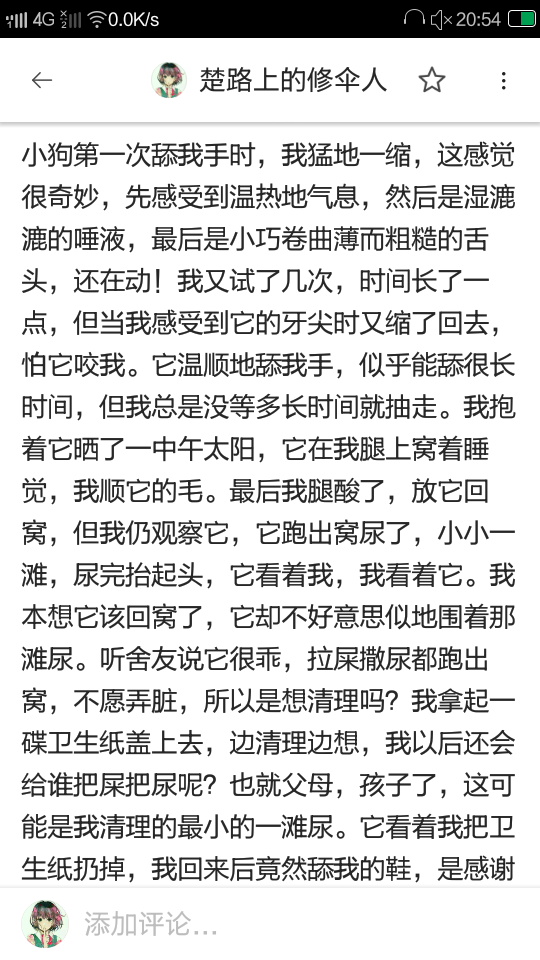 4G X 2 0.0K/s 20:54
楚路上的修伞人
小狗第一次舔我手时，我猛地一缩，这感觉
很奇妙，先感受到温热地气息，然后是湿漉
漉的唾液，最后是小巧卷曲薄而粗糙的舌
头，还在动！我又试了几次，时间长了一
点，但当我感受到它的牙尖时又缩了回去，
怕它咬我。它温顺地舔我手，似乎能舔很长
时间，但我总是没等多长时间就抽走。我抱
着它晒了一中午太阳，它在我腿上窝着睡
觉，我顺它的毛。最后我腿酸了，放它回
窝，但我仍观察它，它跑出窝尿了，小小一
滩，尿完抬起头，它看着我，我看着它。我
本想它该回窝了，它却不好意思似地围着那
滩尿。听舍友说它很乖，拉屎撒尿都跑出
窝，不愿弄脏，所以是想清理吗？我拿起一
碟卫生纸盖上去，边清理边想，我以后还会
给谁把屎把尿呢？也就父母，孩子了，这可
能是我清理的最小的一滩尿。它看着我把卫
生纸扔掉，我回来后竟然舔我的鞋，是感谢
添加评论...